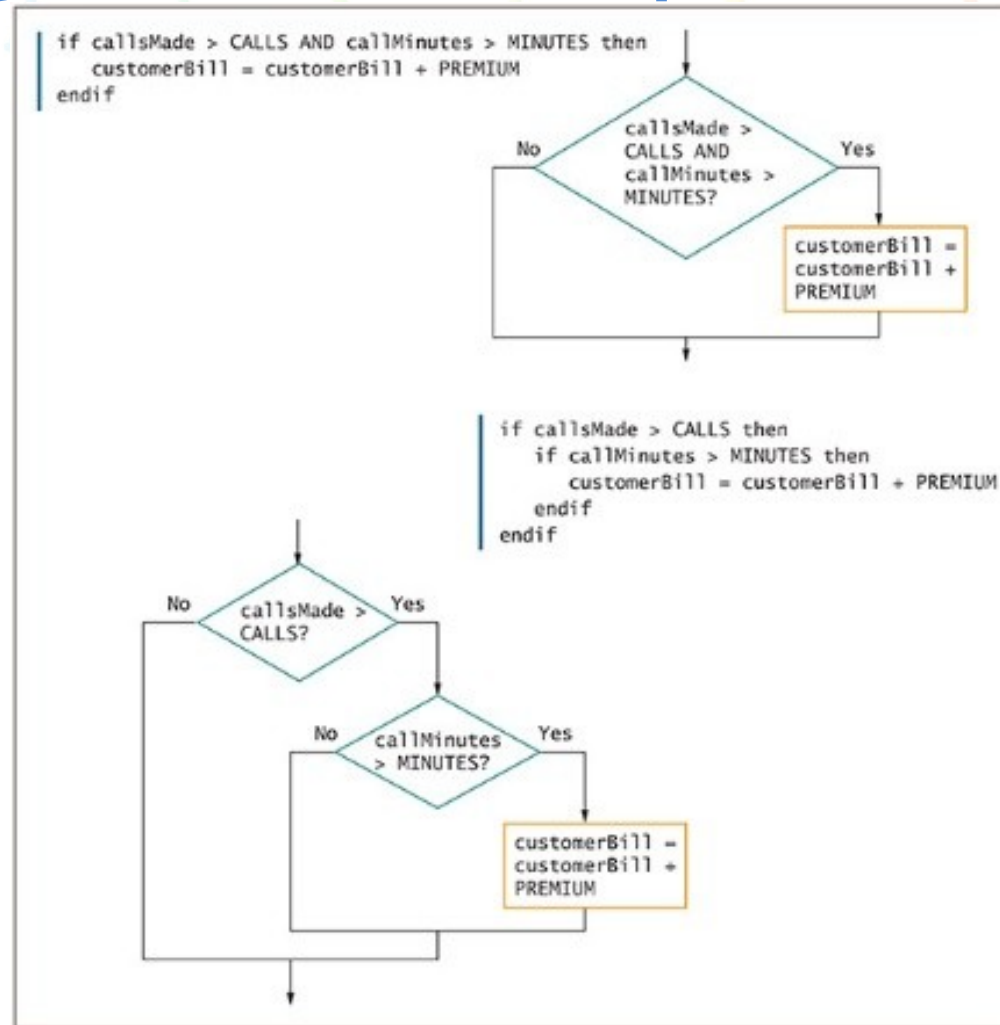 if callsMade > CALLS AND callMinutes > MINUTES then
   customerBill = customerBill + PREMIUM
endif
callsMade >
CALLS AND
callMinutes >
MINUTES?
No
Yes
customerBill =
customerBill +
PREMIUM
if callsMade > CALLS then
   if callMinutes > MINUTES then
      customerBill = customerBill + PREMIUM
   endif
endif
No
callsMade >
CALLS?
Yes
No
callMinutes
> MINUTES?
Yes
customerBill =
customerBill +
PREMIUM